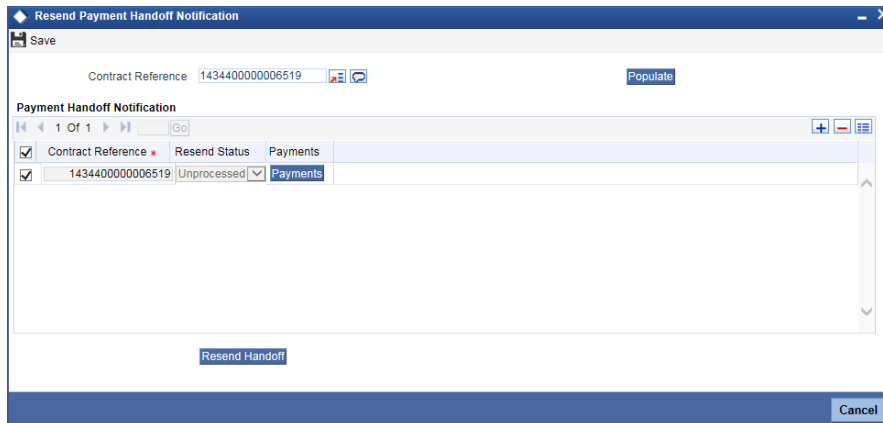 Resend Payment Handoff Notification
Save
Contract Reference 1434400000006519 Populate
Payment Handoff Notification
1 Of 1 Go
Contract Reference * Resend Status Payments
1434400000006519 Unprocessed Payments
Resend Handoff
Cancel